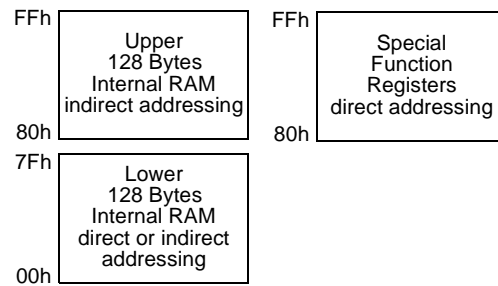 FFh
Upper
128 Bytes
Internal RAM
indirect addressing
80h
FFh
Special
Function
Registers
direct addressing
80h
7Fh
Lower
128 Bytes
Internal RAM
direct or indirect
addressing
00h